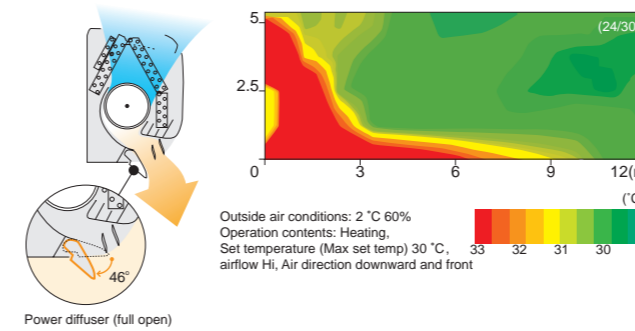 5
(24/30
2.5
0
0
3
6
9
12(
(˚C
33
32
31
30
Outside air conditions: 2 ˚C 60%
Operation contents: Heating,
Set temperature (Max set temp) 30 ˚C,
airflow Hi, Air direction downward and front
46°
Power diffuser (full open)